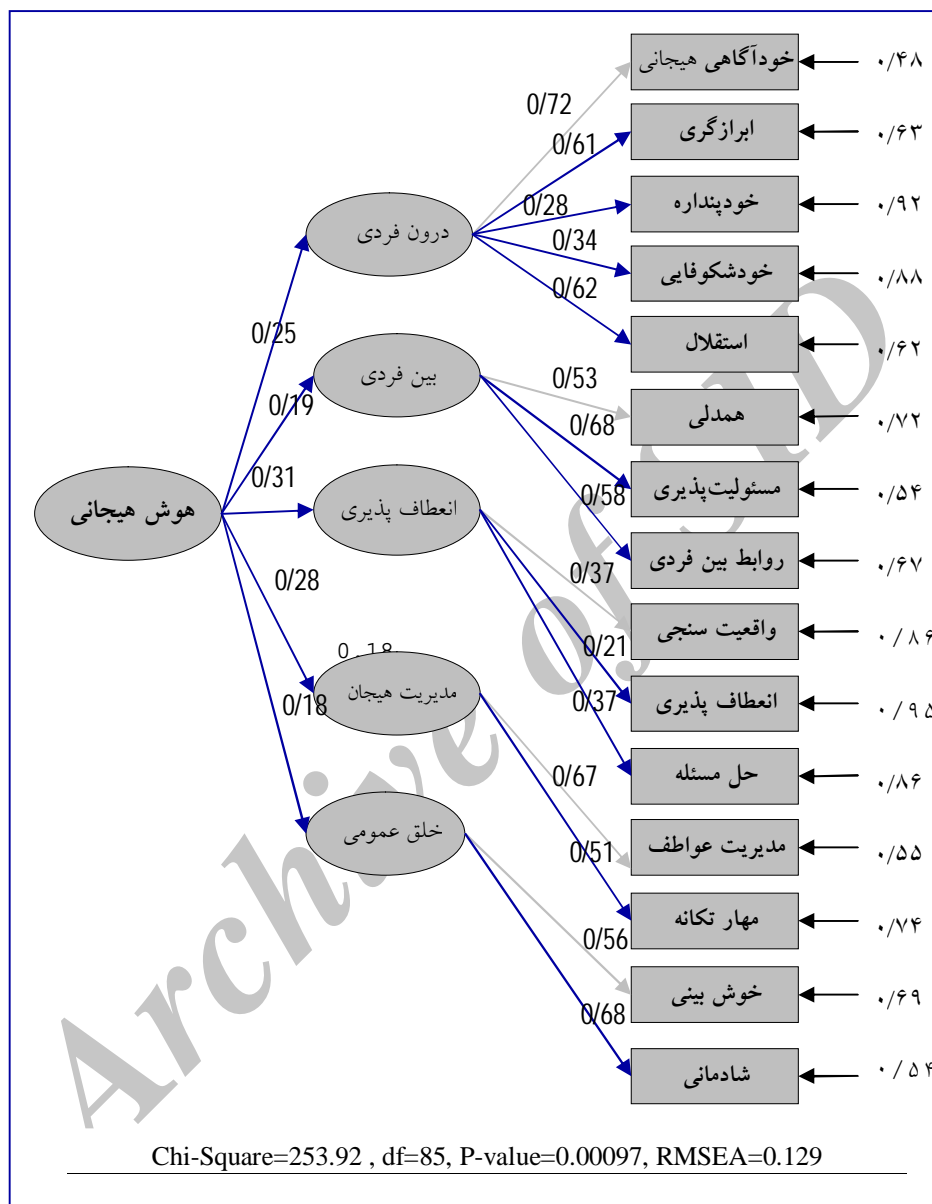 خودآگاهی هیجانی
۰/۴۸
0/72
ابرازگری
۰/۶۳
0/61
خودپنداره
۰/۹۲
0/28
درون فردی
0/34
خودشکوفایی
۰/۸۸
0/62
0/25
استقلال
۰/۶۲
بین فردی
0/53
0/19
همدلی
۰/۷۲
0/68
0/31
مسئولیت‌پذیری
۰/۵۴
0/58
هوش هیجانی
انعطاف پذیری
روابط بین فردی
۰/۶۷
0/28
0/37
واقعیت سنجی
۰/۸۶
0.18
0/21
مدیریت هیجان
0/18
0/37
انعطاف پذیری
۰/۹۵
حل مسئله
۰/۸۶
0/67
خلق عمومی
0/51
مدیریت عواطف
۰/۵۵
مهار تکانه
۰/۷۴
0/56
خوش بینی
۰/۶۹
0/68
شادمانی
۰/۵۴
Archive of SID
Chi-Square=253.92 , df=85, P-value=0.00097, RMSEA=0.129